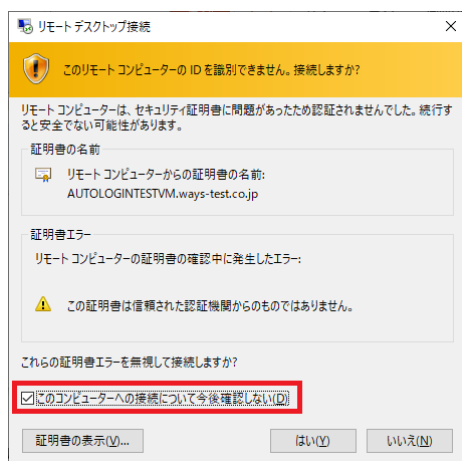 リモート デスクトップ接続
このリモート コンピューターの ID を識別できません。接続しますか?
リモート コンピューターは、セキュリティ証明書に問題があったため認証されませんでした。続行す
ると安全でない可能性があります。
証明書の名前
リモート コンピューターからの証明書の名前:
AUTOLOGINTESTVM.ways-test.co.jp
証明書エラー
リモート コンピューターの証明書の確認中に発生したエラー:
この証明書は信頼された認証機関からのものではありません。
これらの証明書エラーを無視して接続しますか?
このコンピューターへの接続について今後確認しない(D)
証明書の表示(V)...
はい(Y)
いいえ(N)